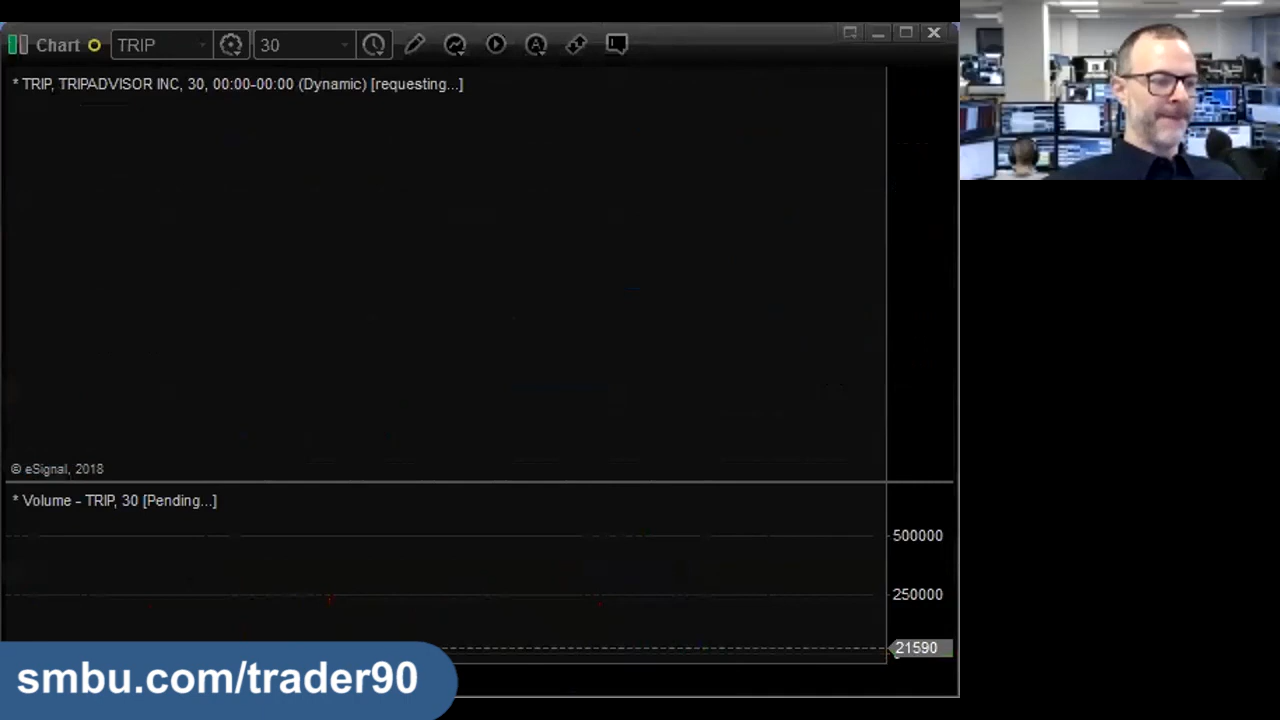 Chart TRIP 30 A
* TRIP, TRIPADVISOR INC, 30, 00:00-00:00 (Dynamic) [requesting...]
© eSignal, 2018
* Volume - TRIP, 30 [Pending...]
500000
250000
21590
smbu.com/trader90